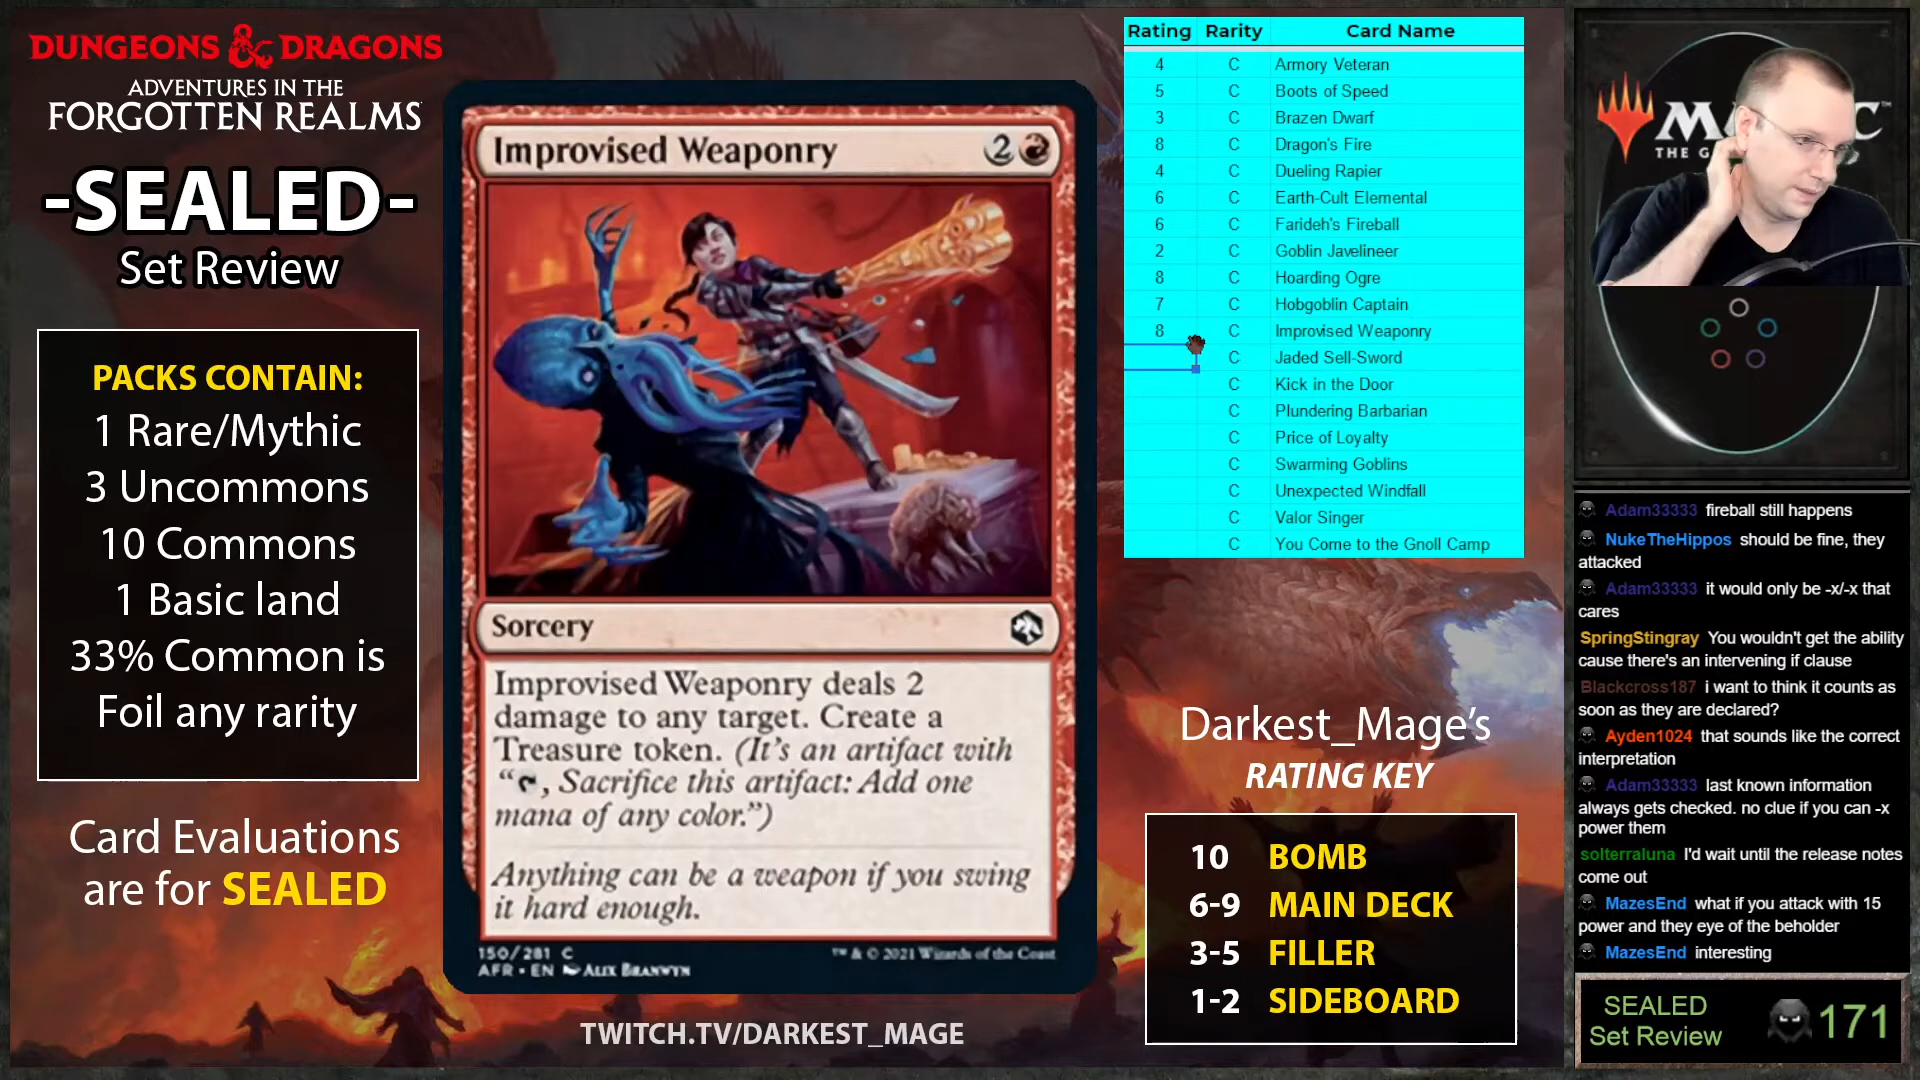 DUNGEONS & DRAGONS
ADVENTURES IN THE
FORGOTTEN REALMS
-SEALED-
Set Review
PACKS CONTAIN:
1 Rare/Mythic
3 Uncommons
10 Commons
1 Basic land
33% Common is
Foil any rarity
Card Evaluations
are for SEALED
Improvised Weaponry 2
Sorcery
Improvised Weaponry deals 2
damage to any target. Create a
Treasure token. (It's an artifact with
", Sacrifice this artifact: Add one
mana of any color.")
Anything can be a weapon if you swing
it hard enough.
150/281 C
AFR • EN ALIX BRANWYN
™ & © 2021 Wizards of the Coast
TWITCH.TV/DARKEST_MAGE
Rating Rarity Card Name
4 C Armory Veteran
5 C Boots of Speed
3 C Brazen Dwarf
8 C Dragon's Fire
4 C Dueling Rapier
6 C Earth-Cult Elemental
6 C Farideh's Fireball
2 C Goblin Javelineer
8 C Hoarding Ogre
7 C Hobgoblin Captain
8 C Improvised Weaponry
C Jaded Sell-Sword
C Kick in the Door
C Plundering Barbarian
C Price of Loyalty
C Swarming Goblins
C Unexpected Windfall
C Valor Singer
C You Come to the Gnoll Camp
Darkest_Mage's
RATING KEY
10 BOMB
6-9 MAIN DECK
3-5 FILLER
1-2 SIDEBOARD
Adam33333 fireball still happens
NukeTheHippos should be fine, they
attacked
Adam33333 it would only be -x/-x that
cares
SpringStingray You wouldn't get the ability
cause there's an intervening if clause
Blackcross187 i want to think it counts as
soon as they are declared?
Ayden1024 that sounds like the correct
interpretation
Adam33333 last known information
always gets checked. no clue if you can -x
power them
solterraluna I'd wait until the release notes
come out
MazesEnd what if you attack with 15
power and they eye of the beholder
MazesEnd interesting
SEALED
Set Review
171